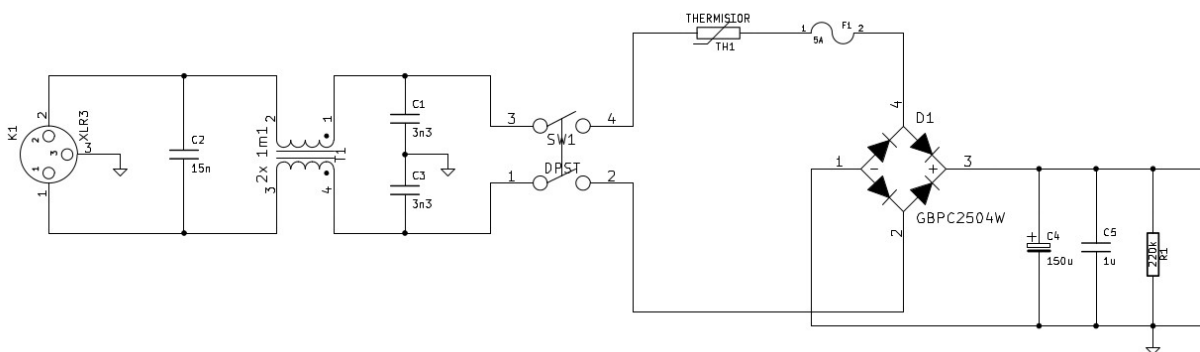 THERMISTOR
TH1
1
F1
2
5A
K1
2
XLR3
2
3
3
1
1
C2
15n
2x 1m1
2
1
3
4
C1
3n3
C3
3n3
3
4
SW1
DPST
1
2
4
D1
1
-
+
3
GBPC2504W
2
+
C4
150u
C5
1u
220k
R1